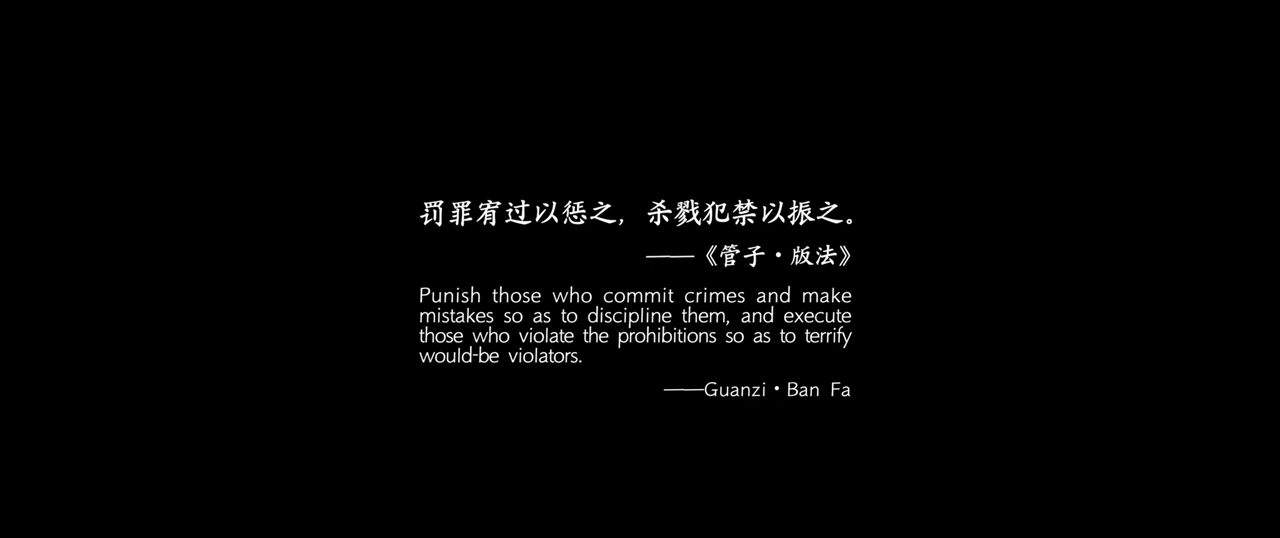 罚罪宥过以惩之，杀戮犯禁以振之。
——《管子·版法》
Punish those who commit crimes and make
mistakes so as to discipline them, and execute
those who violate the prohibitions so as to terrify
would-be violators.
——Guanzi·Ban Fa